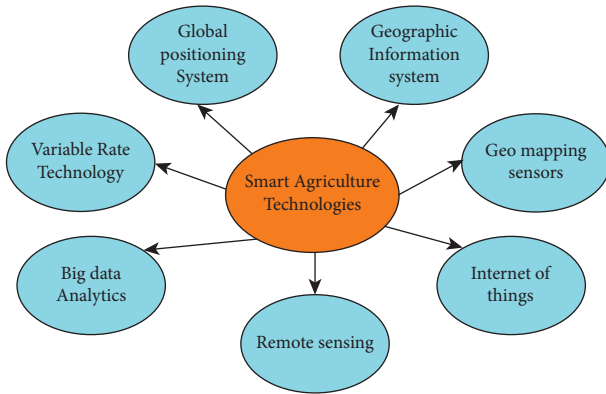 Global
positioning
System
Geographic
Information
system
Variable Rate
Technology
Smart Agriculture
Technologies
Geo mapping
sensors
Big data
Analytics
Internet of
things
Remote sensing